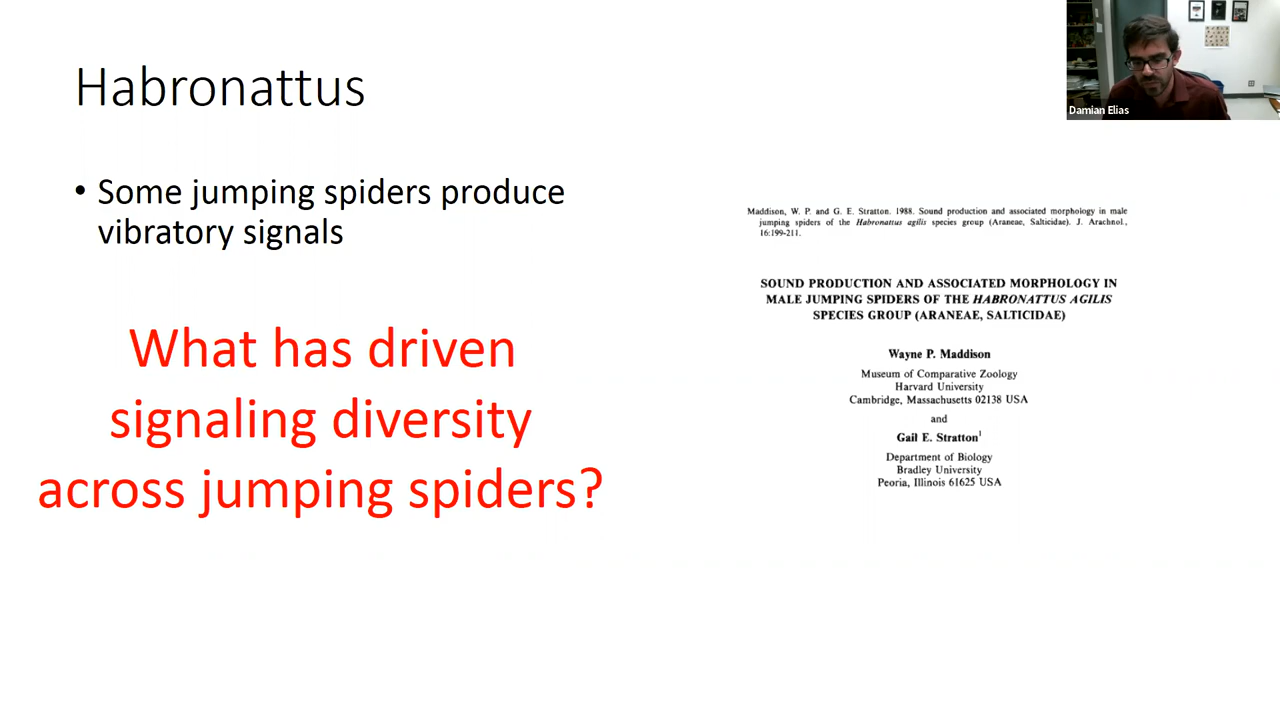 Habronattus
• Some jumping spiders produce
vibratory signals
What has driven
signaling diversity
across jumping spiders?
Damian Elias
Maddison, W. P. and G. E. Stratton. 1988. Sound production and associated morphology in male
jumping spiders of the Habronattus agilis species group (Araneae, Salticidae). J. Arachnol.,
16:199-211.
SOUND PRODUCTION AND ASSOCIATED MORPHOLOGY IN
MALE JUMPING SPIDERS OF THE HABRONATTUS AGILIS
SPECIES GROUP (ARANEAE, SALTICIDAE)
Wayne P. Maddison
Museum of Comparative Zoology
Harvard University
Cambridge, Massachusetts 02138 USA
and
Gail E. Stratton¹
Department of Biology
Bradley University
Peoria, Illinois 61625 USA